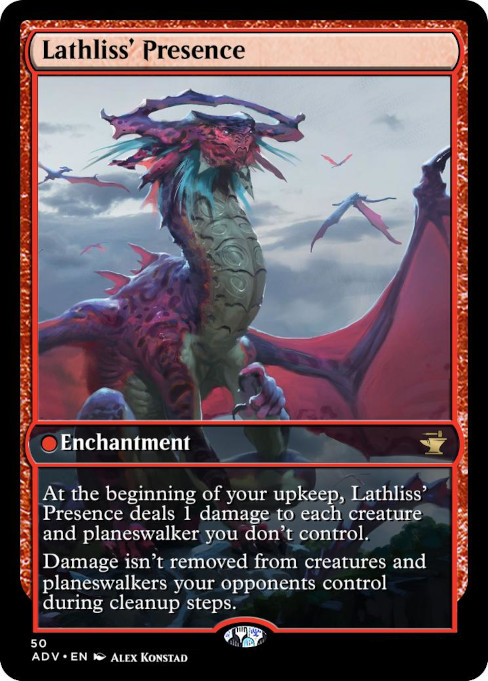 Lathliss’ Presence
Enchantment
At the beginning of your upkeep, Lathliss’
Presence deals 1 damage to each creature
and planeswalker you don’t control.
Damage isn’t removed from creatures and
planeswalkers your opponents control
during cleanup steps.
50
ADV • EN Alex Konstad